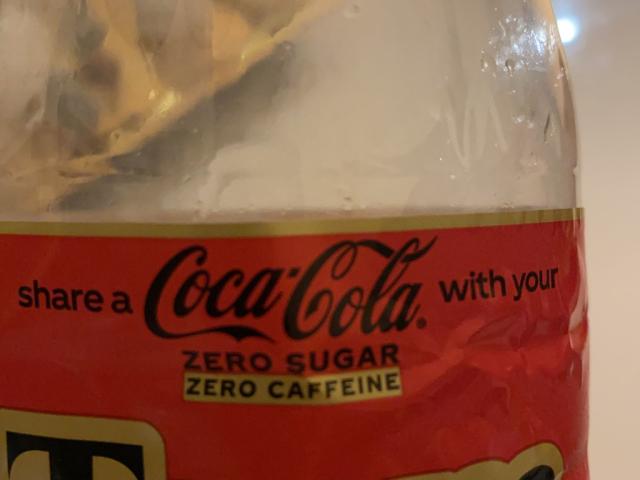 share a Coca-Cola® with your
ZERO SUGAR
ZERO CAFFEINE
T